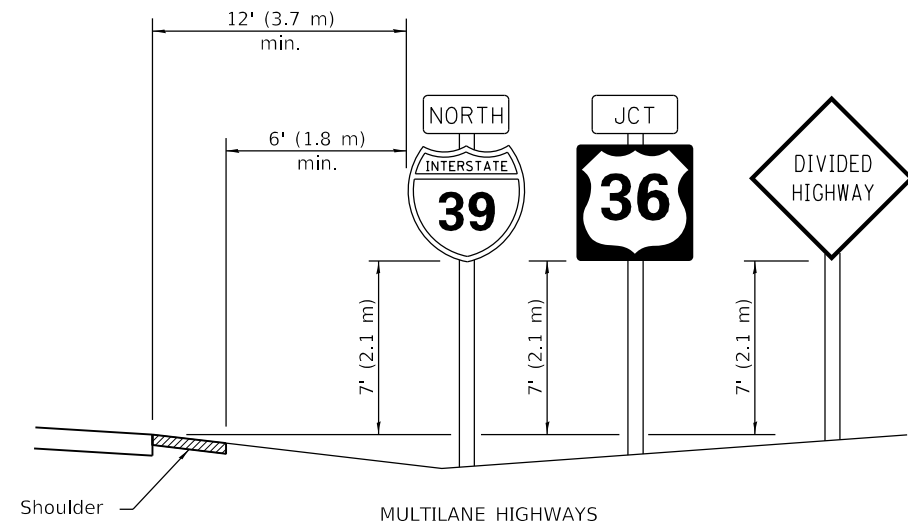 12' (3.7 m)
min.
6' (1.8 m)
min.
NORTH
INTERSTATE
39
JCT
36
DIVIDED
HIGHWAY
7' (2.1 m)
7' (2.1 m)
7' (2.1 m)
Shoulder
MULTILANE HIGHWAYS